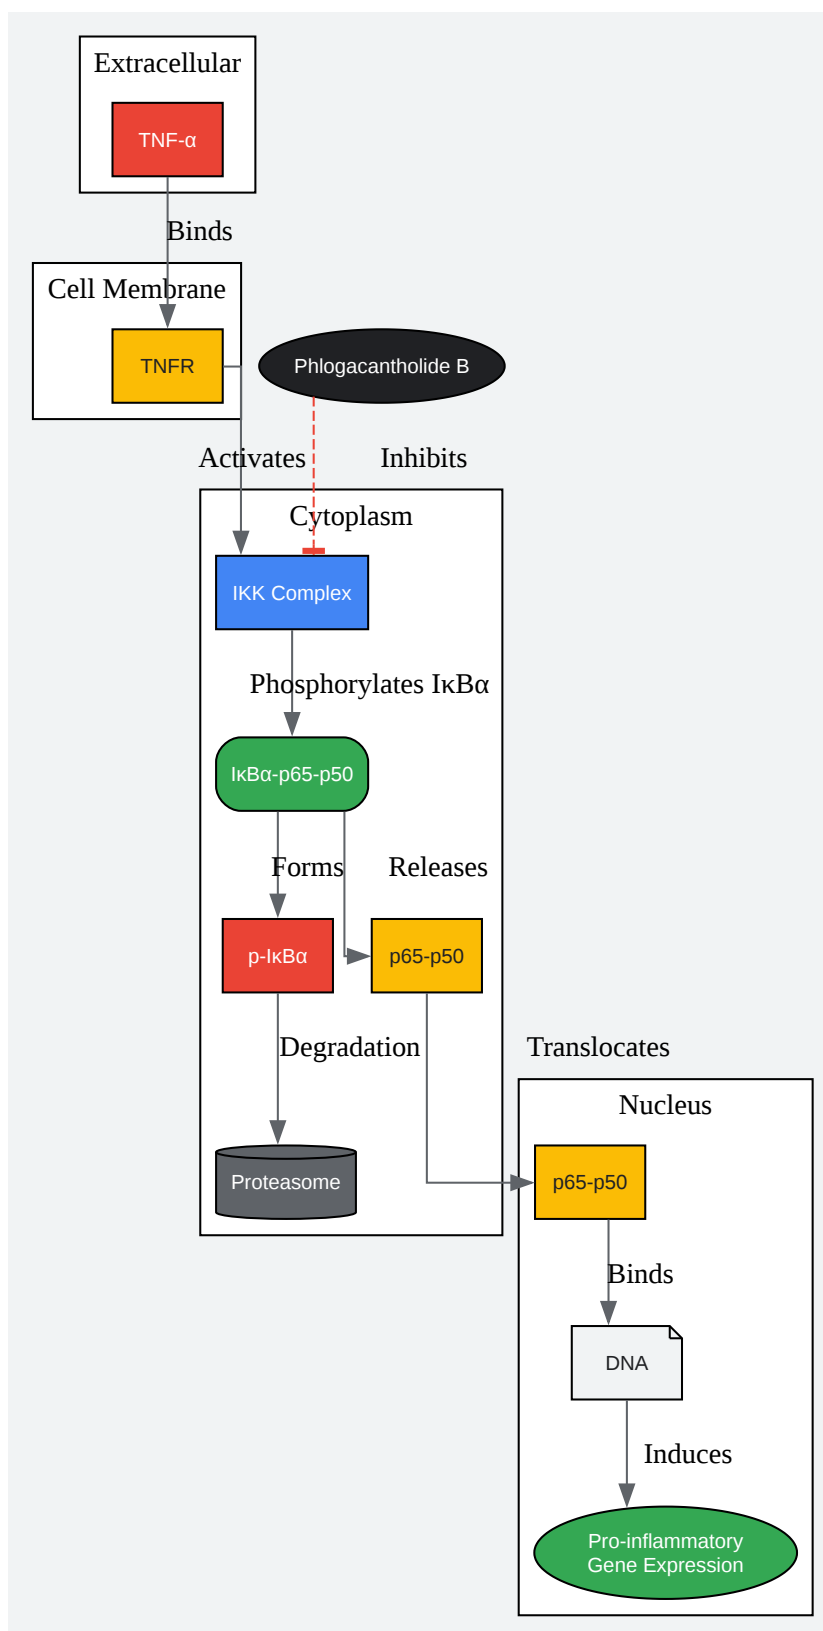 Extracellular
TNF-α
Binds
Cell Membrane
TNFR
Phlogacantholide B
Activates
Inhibits
Cytoplasm
IKK Complex
Phosphorylates IκBα
IκBα-p65-p50
Forms
Releases
p-IκBα
p65-p50
Degradation
Translocates
Nucleus
Proteasome
p65-p50
Binds
DNA
Induces
Pro-inflammatory
Gene Expression